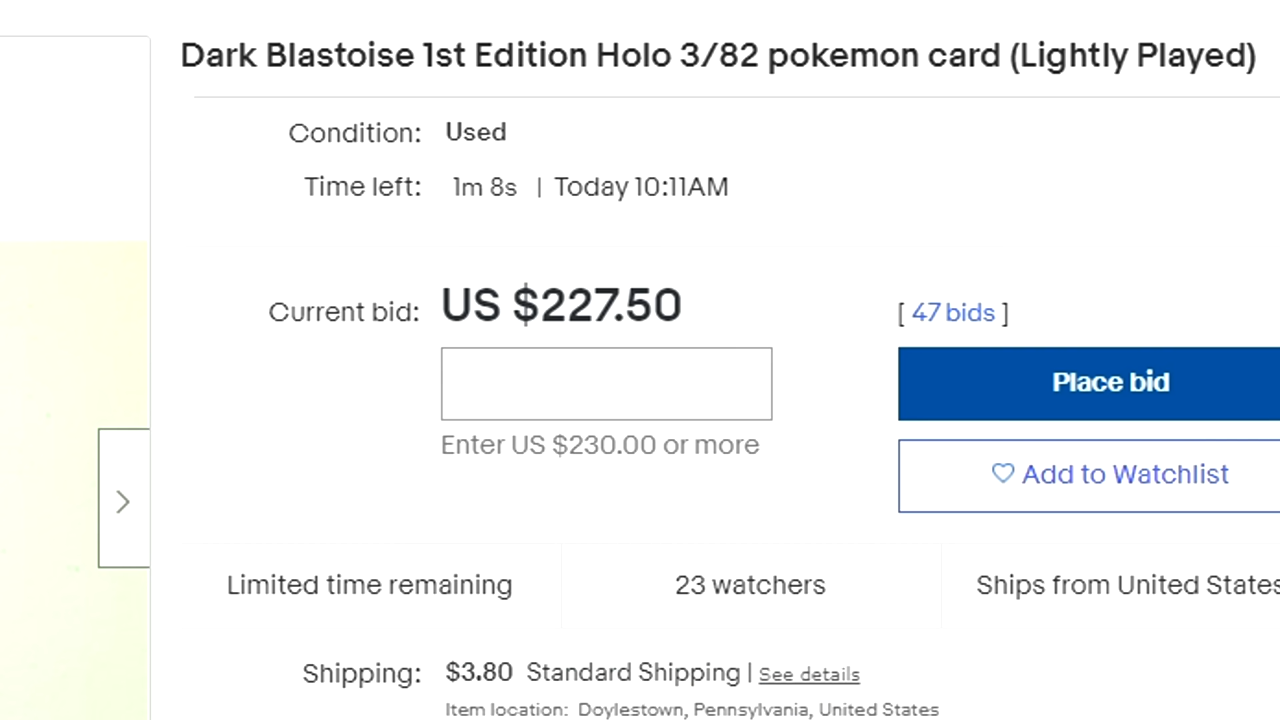 Dark Blastoise 1st Edition Holo 3/82 pokemon card (Lightly Played)
Condition: Used
Time left: 1m 8s | Today 10:11AM
Current bid: US $227.50 [ 47 bids ]
Place bid
Enter US $230.00 or more
Add to Watchlist
Limited time remaining 23 watchers Ships from United States
Shipping: $3.80 Standard Shipping | See details
Item location: Doylestown, Pennsylvania, United States